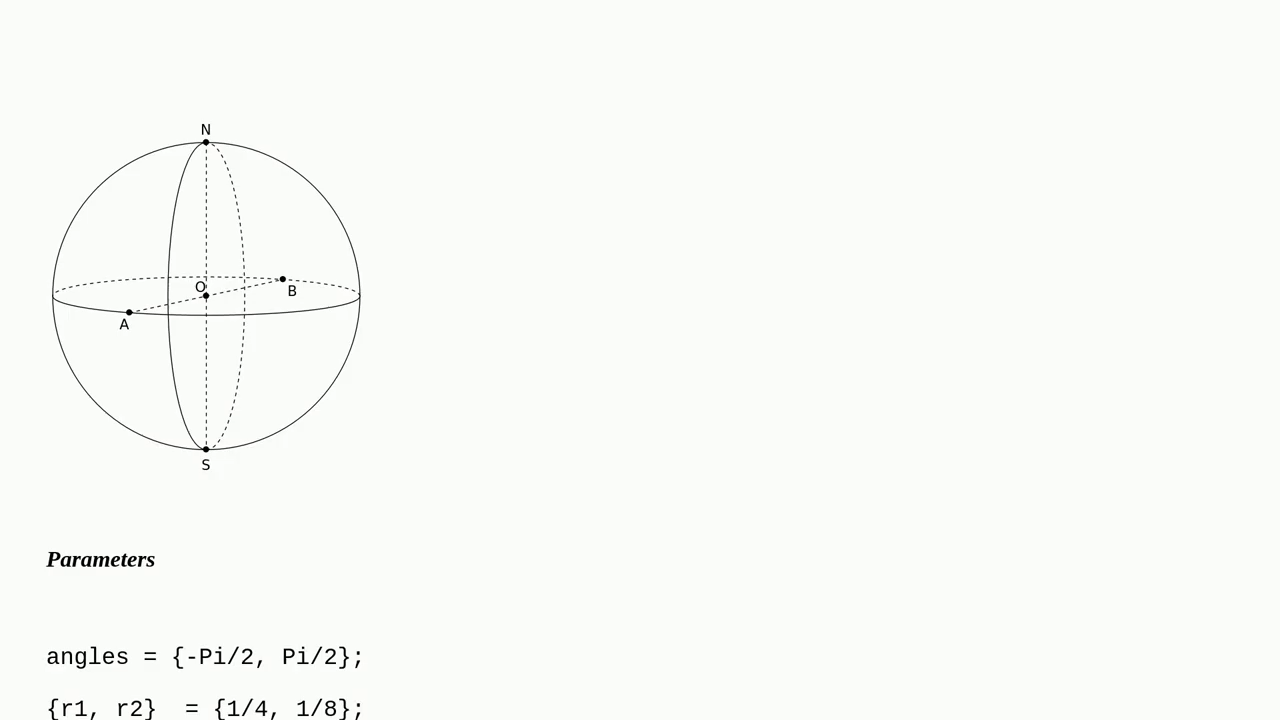 N
O
B
A
S
Parameters
angles = {-Pi/2, Pi/2};
{r1, r2}  = {1/4, 1/8};